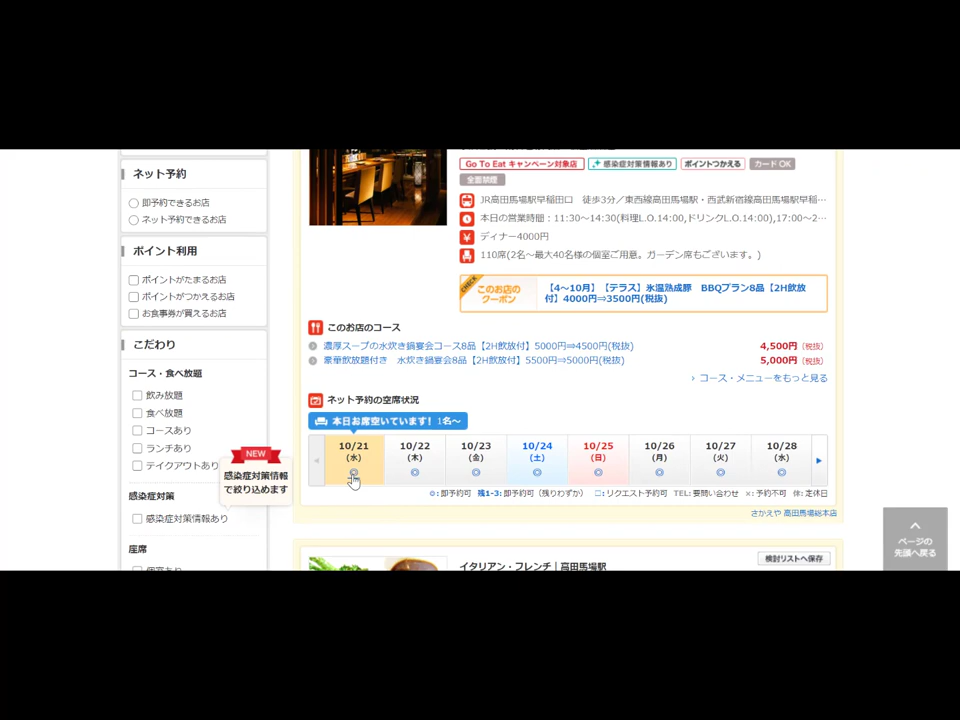 ネット予約
即予約できるお店
ネット予約できるお店
ポイント利用
ポイントがたまるお店
ポイントがつかえるお店
お食事券が買えるお店
こだわり
コース・食べ放題
飲み放題
食べ放題
コースあり
ランチあり
テイクアウトあり
感染症対策
感染症対策情報あり
座席
NEW
感染症対策情報
で絞り込めます
Go To Eat キャンペーン対象店 感染症対策情報あり ポイントつかえる カードOK
全面禁煙
JR高田馬場駅早稲田口 徒歩3分／東西線高田馬場駅・西武新宿線高田馬場駅早稲…
本日の営業時間：11:30～14:30(料理L.O.14:00,ドリンクL.O.14:00),17:00～2…
ディナー4000円
110席(2名～最大40名様の個室ご用意。ガーデン席もございます。)
CHECK
このお店の
クーポン
【4～10月】【テラス】氷温熟成豚 BBQプラン8品【2H飲放
付】4000円⇒3500円(税抜)
このお店のコース
濃厚スープの水炊き鍋宴会コース8品【2H飲放付】5000円⇒4500円(税抜) 4,500円（税抜）
豪華飲放題付き 水炊き鍋宴会8品【2H飲放付】5500円⇒5000円(税抜) 5,000円（税抜）
› コース・メニューをもっと見る
ネット予約の空席状況
本日お席空いています！1名～
10/21 10/22 10/23 10/24 10/25 10/26 10/27 10/28
(水) (木) (金) (土) (日) (月) (火) (水)
◎ ◎ ◎ ◎ ◎ ◎ ◎ ◎
◎：即予約可 残1-3：即予約可（残りわずか） □：リクエスト予約可 TEL：要問い合わせ ×：予約不可 休：定休日
さかえや 高田馬場総本店
検討リストへ保存
イタリアン・フレンチ｜高田馬場駅
ページの
先頭へ戻る